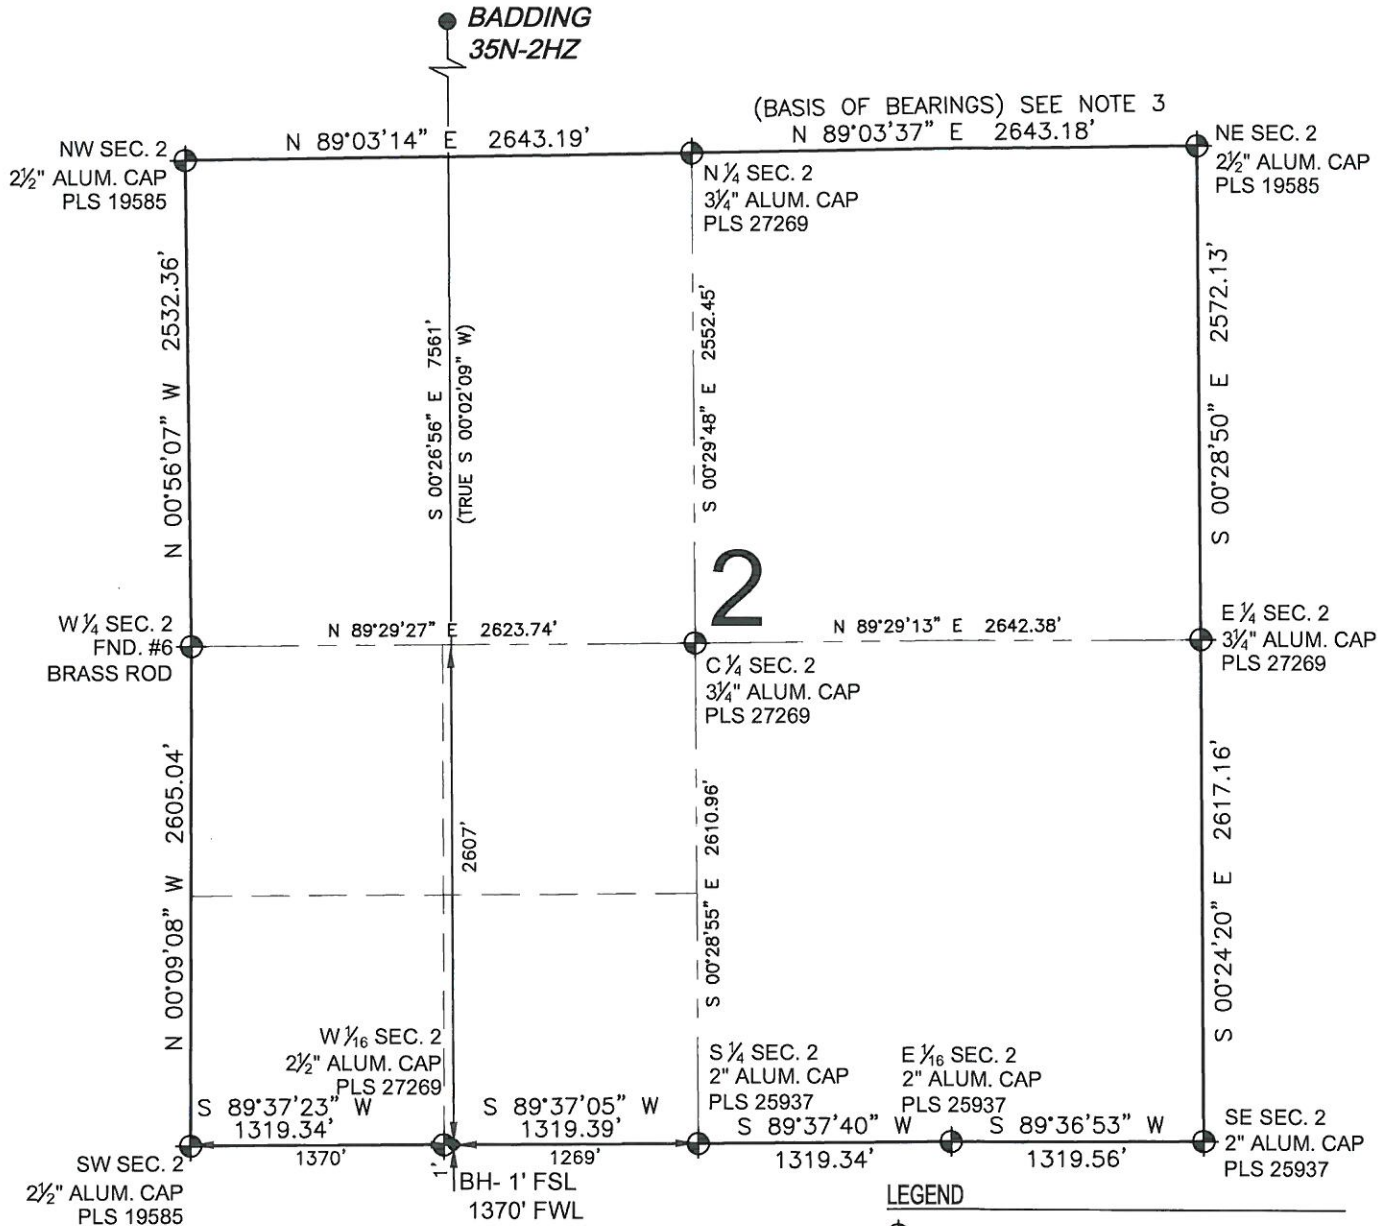 BADDING
35N-2HZ
(BASIS OF BEARINGS) SEE NOTE 3
N 89°03'14" E 2643.19'
N 89°03'37" E 2643.18'
NW SEC. 2
2½" ALUM. CAP
PLS 19585
N ¼ SEC. 2
3¼" ALUM. CAP
PLS 27269
NE SEC. 2
2½" ALUM. CAP
PLS 19585
N 00°56'07" W 2532.36'
S 00°26'56" E 7561'
(TRUE S 00°02'09" W)
S 00°29'48" E 2552.45'
S 00°28'50" E 2572.13'
2
W ¼ SEC. 2
FND. #6
BRASS ROD
N 89°29'27" E 2623.74'
N 89°29'13" E 2642.38'
C ¼ SEC. 2
3¼" ALUM. CAP
PLS 27269
E ¼ SEC. 2
3¼" ALUM. CAP
PLS 27269
N 00°09'08" W 2605.04'
2607'
S 00°28'55" E 2610.96'
S 00°24'20" E 2617.16'
W 1⁄16 SEC. 2
2½" ALUM. CAP
PLS 27269
S ¼ SEC. 2
2" ALUM. CAP
PLS 25937
E 1⁄16 SEC. 2
2" ALUM. CAP
PLS 25937
S 89°37'23" W
1319.34'
S 89°37'05" W
1319.39'
S 89°37'40" W
1319.34'
S 89°36'53" W
1319.56'
SE SEC. 2
2" ALUM. CAP
PLS 25937
SW SEC. 2
2½" ALUM. CAP
PLS 19585
1370'
1269'
1'
BH- 1' FSL
1370' FWL
LEGEND